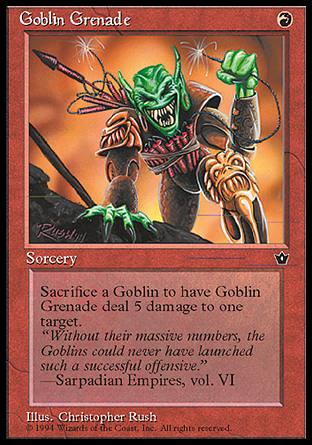 Goblin Grenade
Sorcery
Sacrifice a Goblin to have Goblin
Grenade deal 5 damage to one
target.
“Without their massive numbers, the
Goblins could never have launched
such a successful offensive.”
—Sarpadian Empires, vol. VI
Illus. Christopher Rush
© 1994 Wizards of the Coast, Inc. All rights reserved.